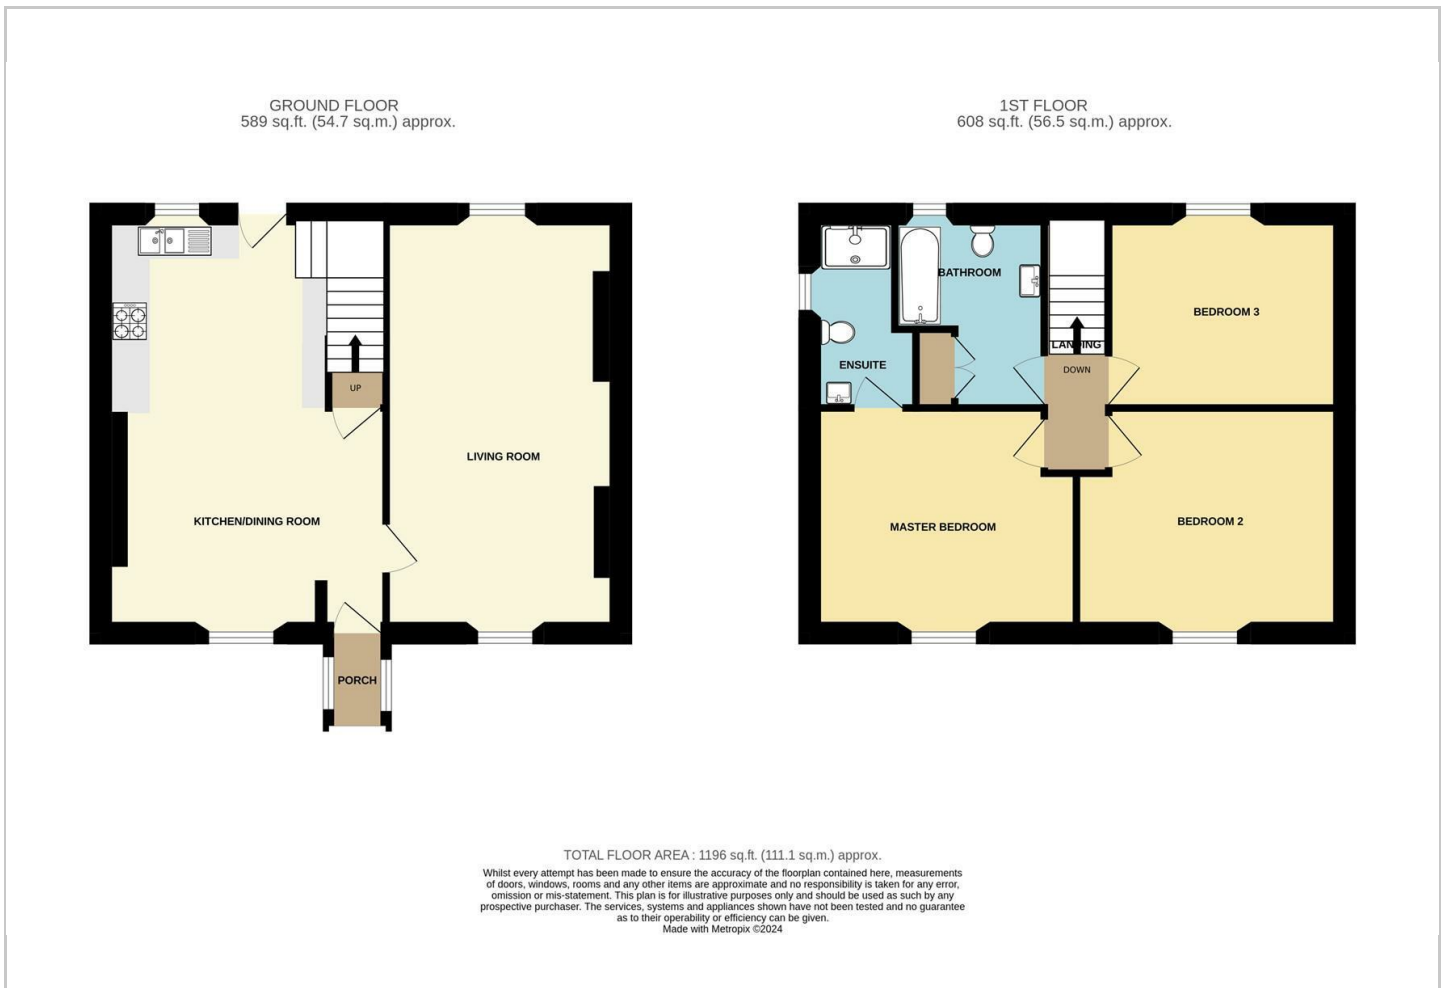 GROUND FLOOR
589 sq.ft. (54.7 sq.m.) approx.
1ST FLOOR
608 sq.ft. (56.5 sq.m.) approx.
UP
LIVING ROOM
KITCHEN/DINING ROOM
PORCH
BATHROOM
BEDROOM 3
LANDING
ENSUITE
DOWN
MASTER BEDROOM
BEDROOM 2
TOTAL FLOOR AREA : 1196 sq.ft. (111.1 sq.m.) approx.
Whilst every attempt has been made to ensure the accuracy of the floorplan contained here, measurements
of doors, windows, rooms and any other items are approximate and no responsibility is taken for any error,
omission or mis-statement. This plan is for illustrative purposes only and should be used as such by any
prospective purchaser. The services, systems and appliances shown have not been tested and no guarantee
as to their operability or efficiency can be given.
Made with Metropix ©2024